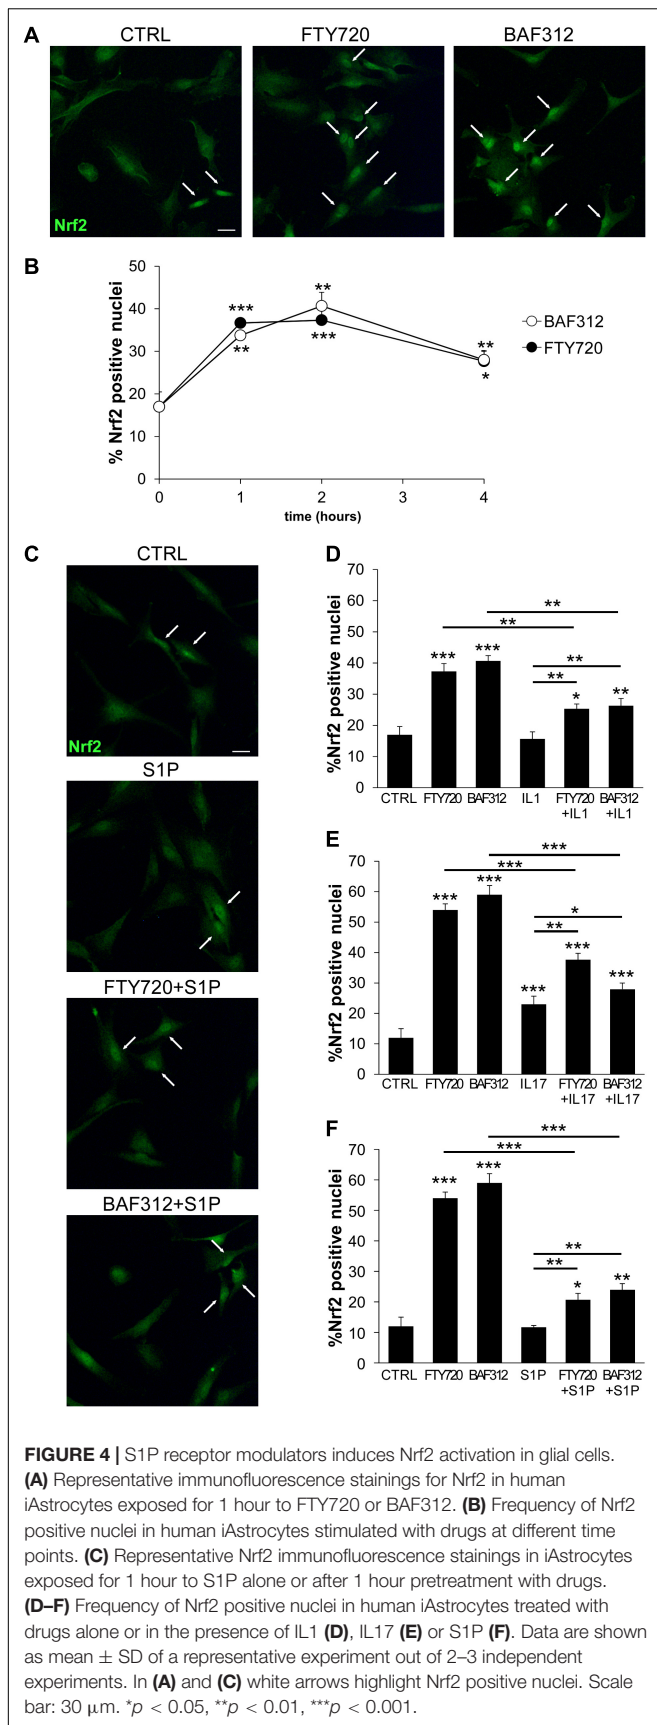 A
CTRL
FTY720
BAF312
Nrf2
B
% Nrf2 positive nuclei
50
40
30
20
10
0
***
**
**
***
**
*
BAF312
FTY720
0 1 2 3 4
time (hours)
C
CTRL
Nrf2
S1P
FTY720+S1P
BAF312+S1P
D
%Nrf2 positive nuclei
70
60
50
40
30
20
10
0
**
**
*** *** **
** * **
CTRL FTY720 BAF312 IL1 FTY720 BAF312
+IL1 +IL1
E
%Nrf2 positive nuclei
70
60
50
40
30
20
10
0
***
***
*** *** *
** ***
*** ***
CTRL FTY720 BAF312 IL17 FTY720 BAF312
+IL17 +IL17
F
%Nrf2 positive nuclei
70
60
50
40
30
20
10
0
***
***
*** ***
**
**
* **
CTRL FTY720 BAF312 S1P FTY720 BAF312
+S1P +S1P
FIGURE 4 | S1P receptor modulators induces Nrf2 activation in glial cells.
(A) Representative immunofluorescence stainings for Nrf2 in human
iAstrocytes exposed for 1 hour to FTY720 or BAF312. (B) Frequency of Nrf2
positive nuclei in human iAstrocytes stimulated with drugs at different time
points. (C) Representative Nrf2 immunofluorescence stainings in iAstrocytes
exposed for 1 hour to S1P alone or after 1 hour pretreatment with drugs.
(D–F) Frequency of Nrf2 positive nuclei in human iAstrocytes treated with
drugs alone or in the presence of IL1 (D), IL17 (E) or S1P (F). Data are shown
as mean ± SD of a representative experiment out of 2–3 independent
experiments. In (A) and (C) white arrows highlight Nrf2 positive nuclei. Scale
bar: 30 μm. *p < 0.05, **p < 0.01, ***p < 0.001.